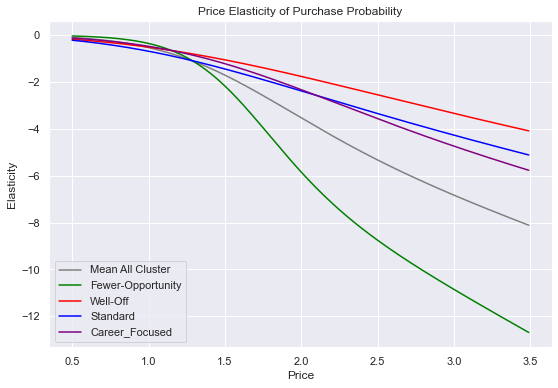 Price Elasticity of Purchase Probability
Elasticity
0
−2
−4
−6
−8
−10
−12
Mean All Cluster
Fewer-Opportunity
Well-Off
Standard
Career_Focused
0.5 1.0 1.5 2.0 2.5 3.0 3.5
Price